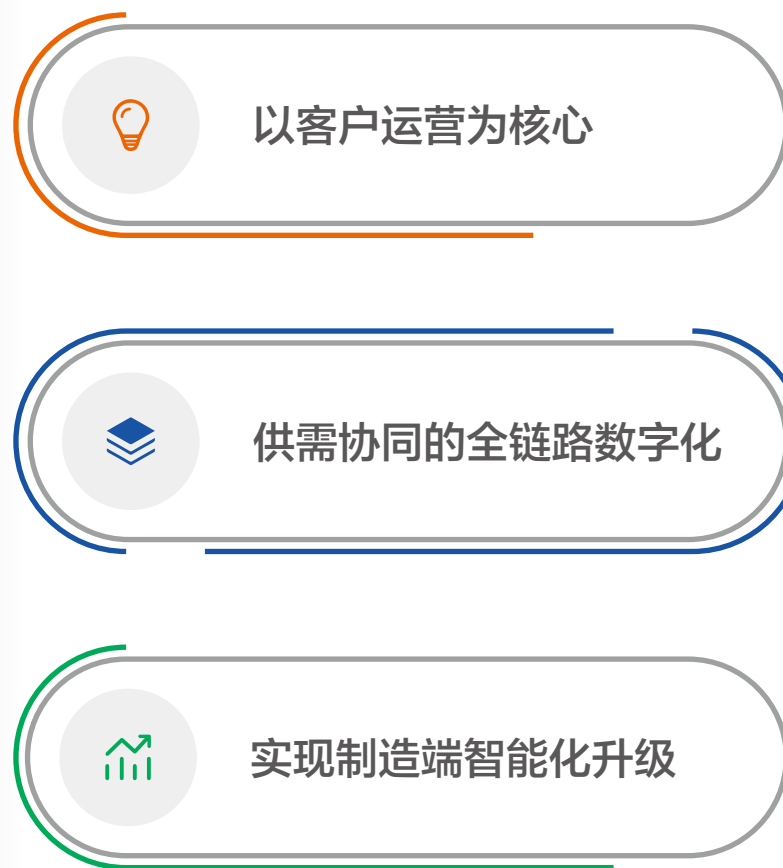 以客户运营为核心
供需协同的全链路数字化
实现制造端智能化升级